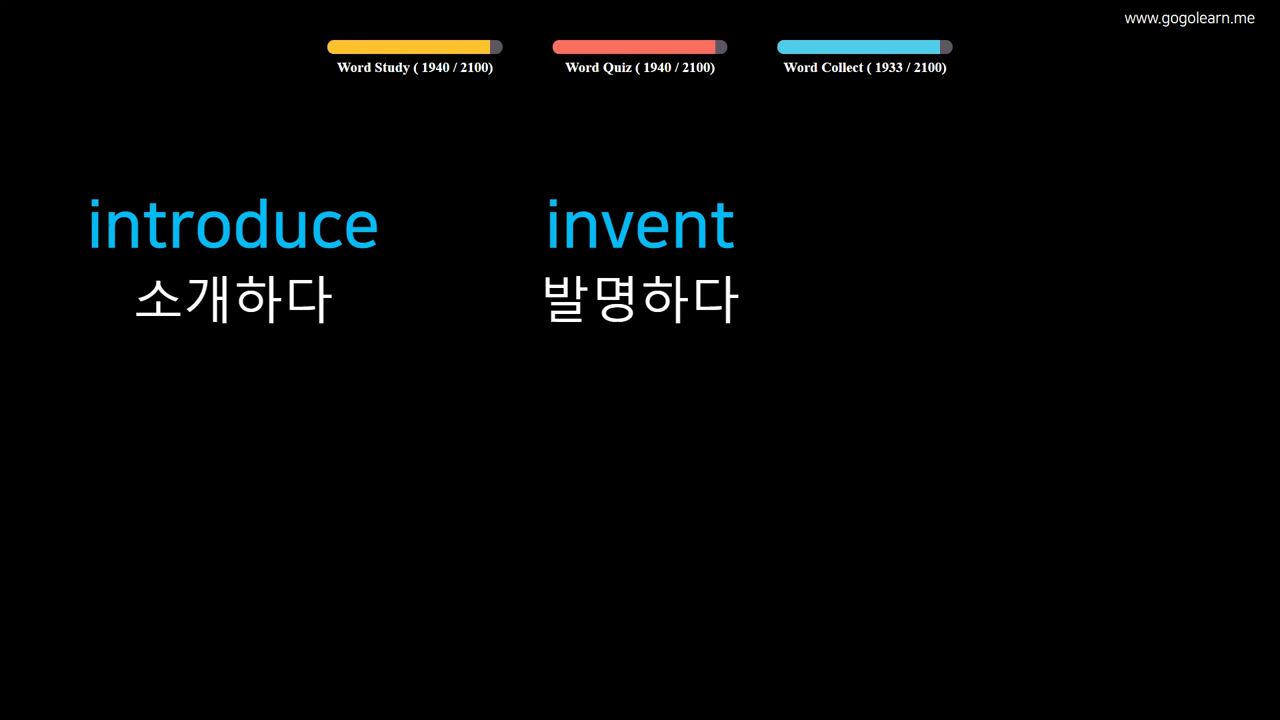 www.gogolearn.me
Word Study ( 1940 / 2100)
Word Quiz ( 1940 / 2100)
Word Collect ( 1933 / 2100)
introduce
소개하다
invent
발명하다